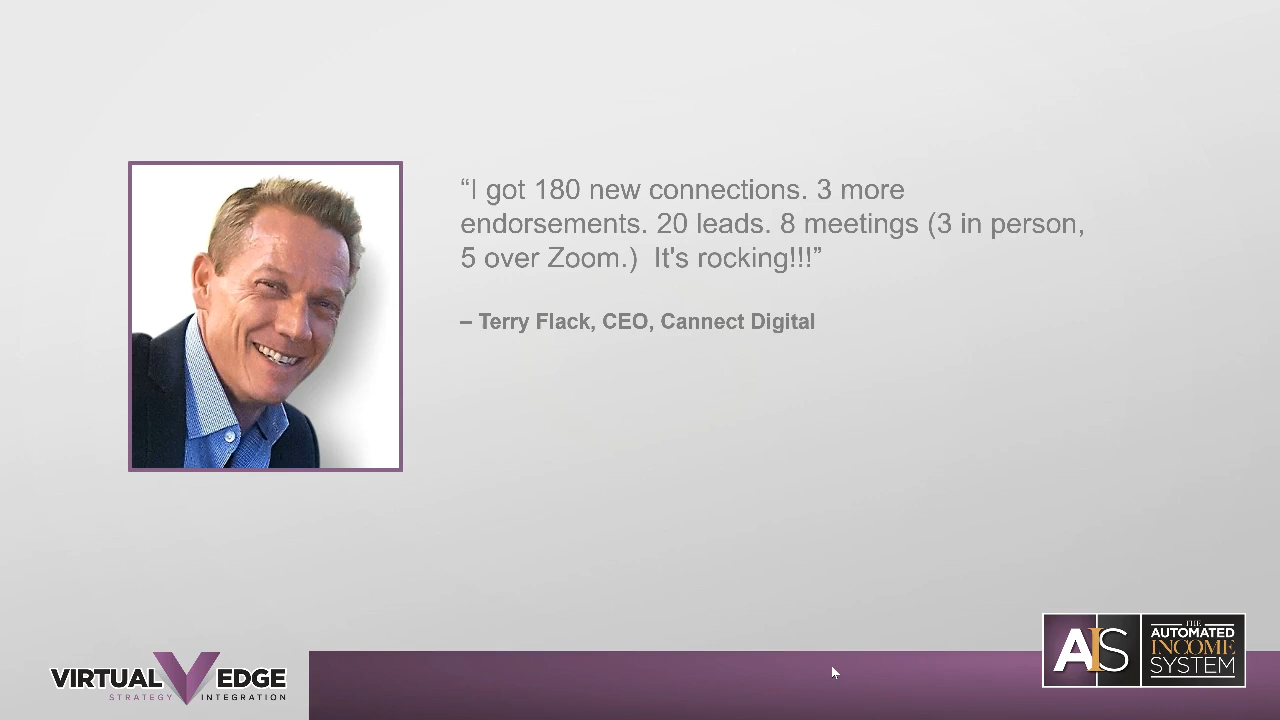 “I got 180 new connections. 3 more
endorsements. 20 leads. 8 meetings (3 in person,
5 over Zoom.)  It's rocking!!!”
– Terry Flack, CEO, Cannect Digital
VIRTUAL V EDGE
STRATEGY INTEGRATION
AIS
THE
AUTOMATED
INCOME
SYSTEM